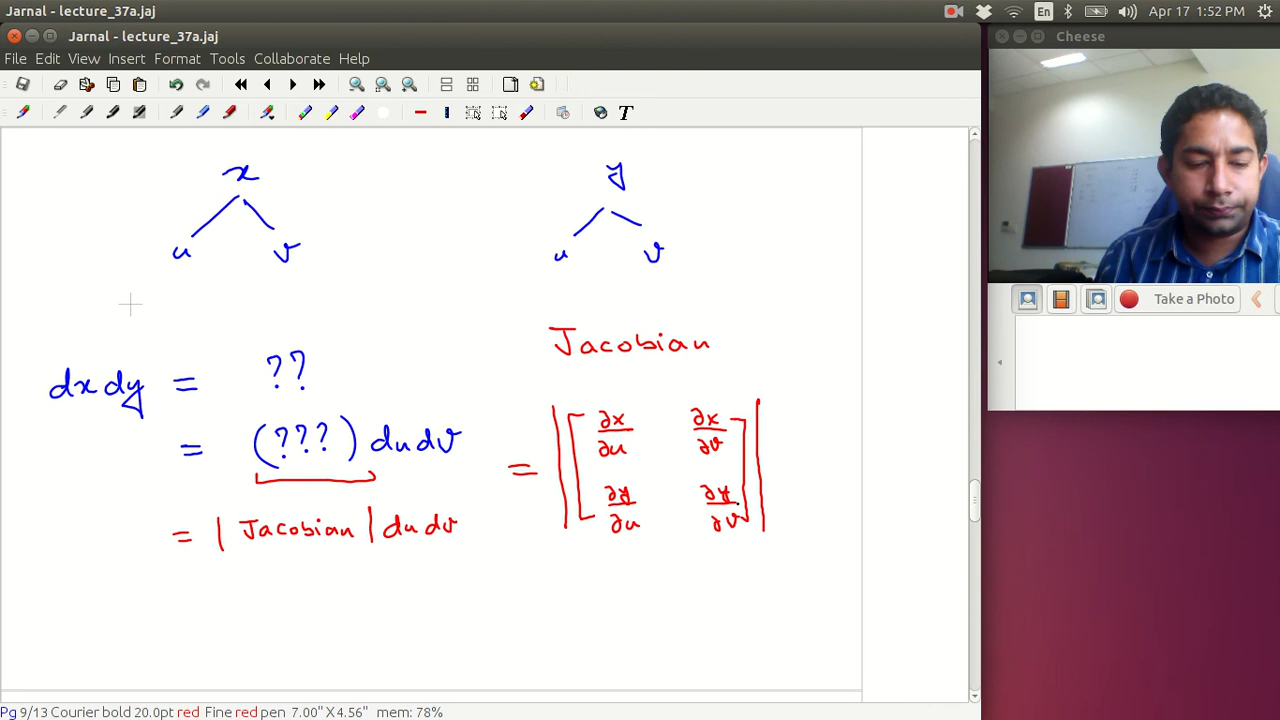 Jarnal - lecture_37a.jaj
En
Apr 17 1:52 PM
Jarnal - lecture_37a.jaj
Cheese
File Edit View Insert Format Tools Collaborate Help
T
x
y
u v
u v
Take a Photo
Jacobian
dx dy = ??
= (???) du dv
= | Jacobian | du dv
= |[ ∂x/∂u ∂x/∂v
∂y/∂u ∂y/∂v ]|
Pg 9/13 Courier bold 20.0pt red Fine red pen 7.00" X 4.56" mem: 78%